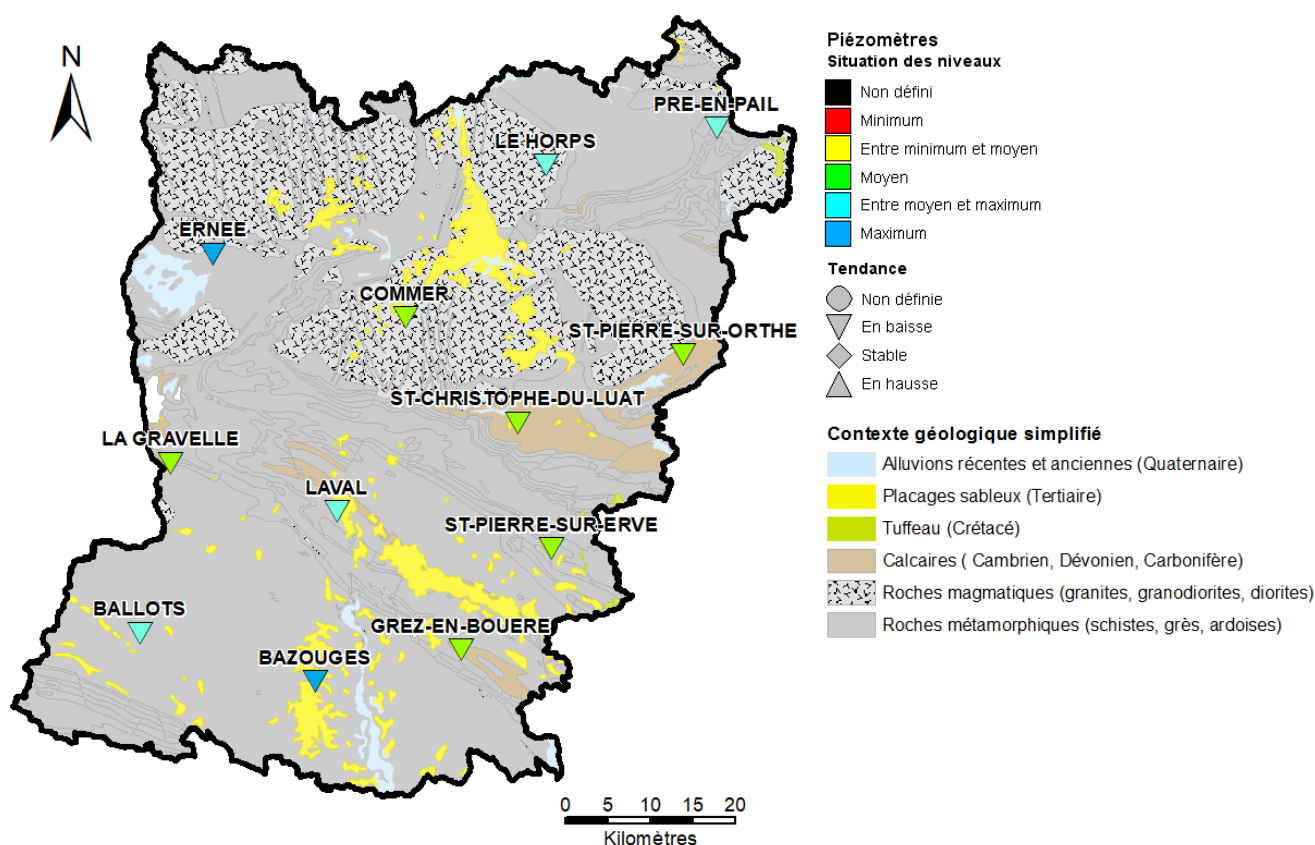 N
PRE-EN-PAIL
LE HORPS
ERNEE
COMMER
ST-PIERRE-SUR-ORTHE
ST-CHRISTOPHE-DU-LUAT
LA GRAVELLE
LAVAL
ST-PIERRE-SUR-ERVE
BALLOTS
GREZ-EN-BOUERE
BAZOUGES
0 5 10 15 20
Kilomètres
Piézomètres
Situation des niveaux
Non défini
Minimum
Entre minimum et moyen
Moyen
Entre moyen et maximum
Maximum
Tendance
Non définie
En baisse
Stable
En hausse
Contexte géologique simplifié
Alluvions récentes et anciennes (Quaternaire)
Placages sableux (Tertiaire)
Tuffeau (Crétacé)
Calcaires ( Cambrien, Dévonien, Carbonifère)
Roches magmatiques (granites, granodiorites, diorites)
Roches métamorphiques (schistes, grès, ardoises)